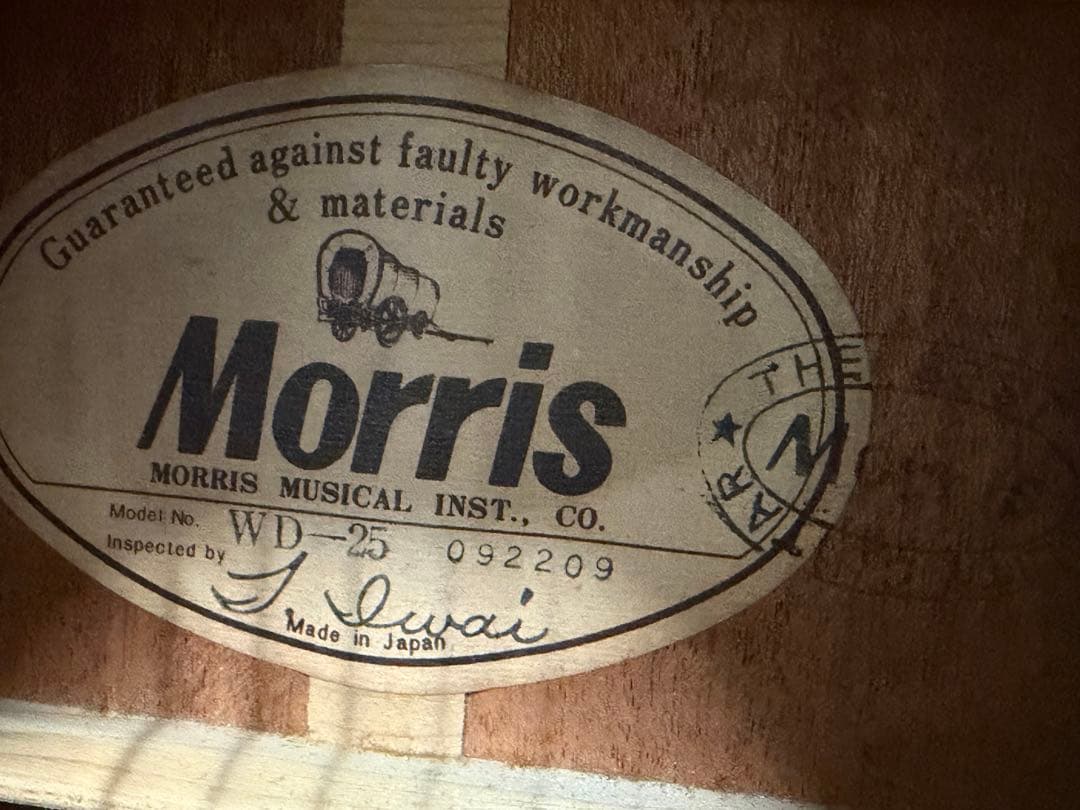 Guaranteed against faulty workmanship
& materials
Morris
MORRIS MUSICAL INST., CO.
Model No. WD-25 092209
Inspected by T. Iwai
Made in Japan
THE